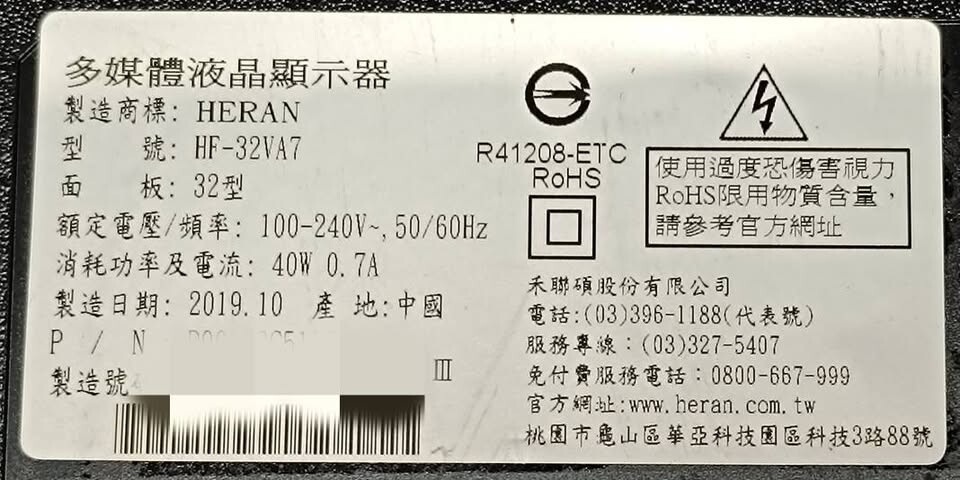 多媒體液晶顯示器
製造商標: HERAN
型 號: HF-32VA7
面 板: 32型
額定電壓/頻率: 100-240V~, 50/60Hz
消耗功率及電流: 40W 0.7A
製造日期: 2019.10 產 地:中國
P / N
製造號
III
R41208-ETC
RoHS
使用過度恐傷害視力
RoHS限用物質含量，
請參考官方網址
禾聯碩股份有限公司
電話:(03)396-1188(代表號)
服務專線：(03)327-5407
免付費服務電話：0800-667-999
官方網址:www.heran.com.tw
桃園市龜山區華亞科技園區科技3路88號